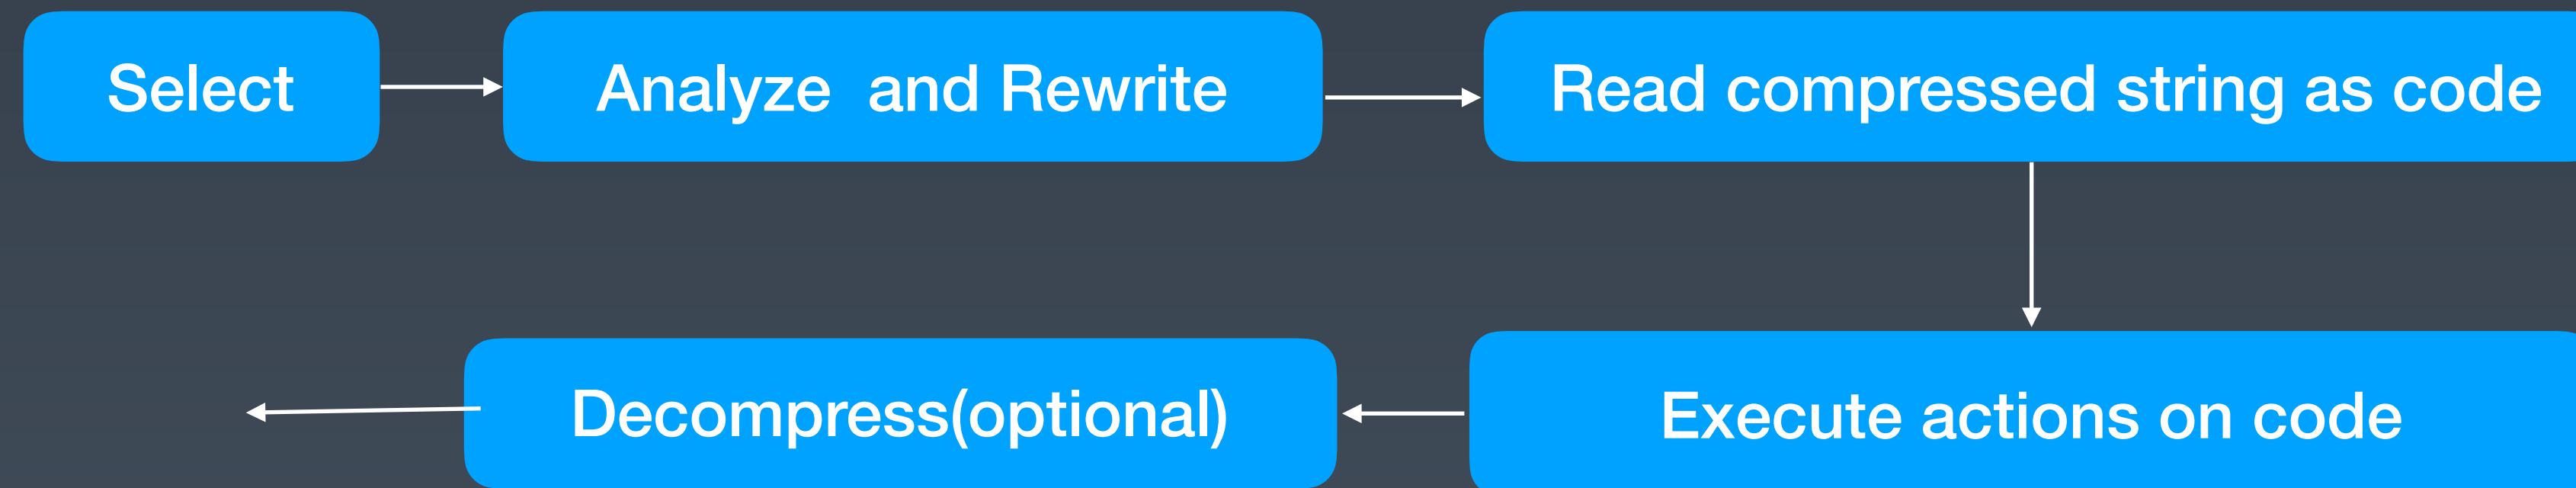 Select
Analyze  and Rewrite
Read compressed string as code
Execute actions on code
Decompress(optional)